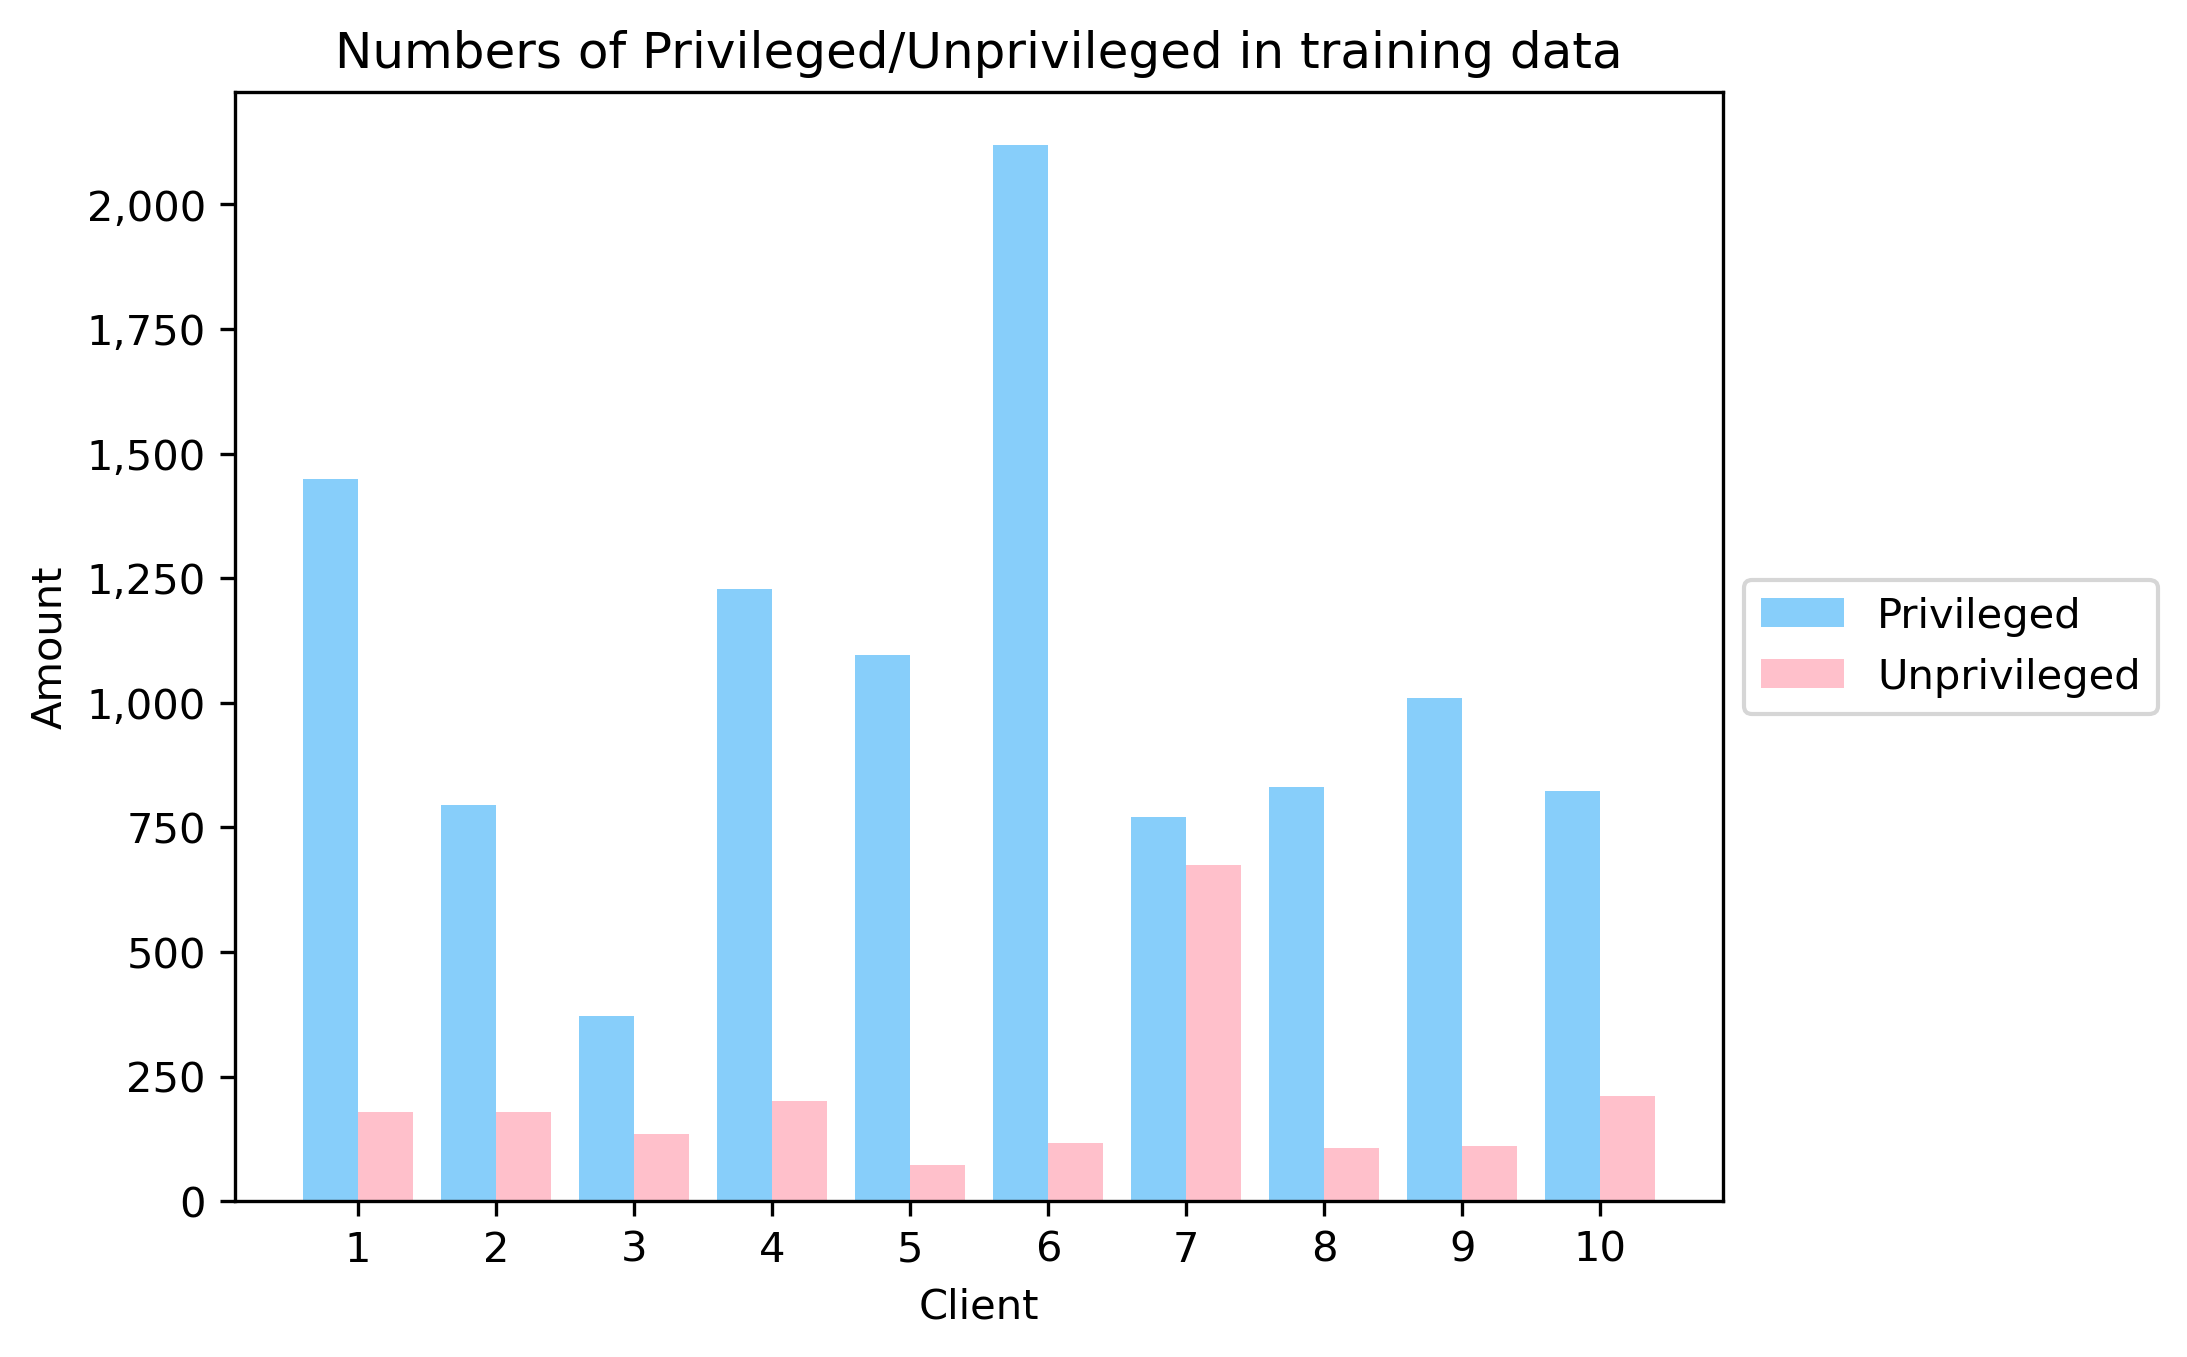 Numbers of Privileged/Unprivileged in training data
2,000
1,750
1,500
1,250
1,000
750
500
250
0
Amount
1 2 3 4 5 6 7 8 9 10
Client
Privileged
Unprivileged